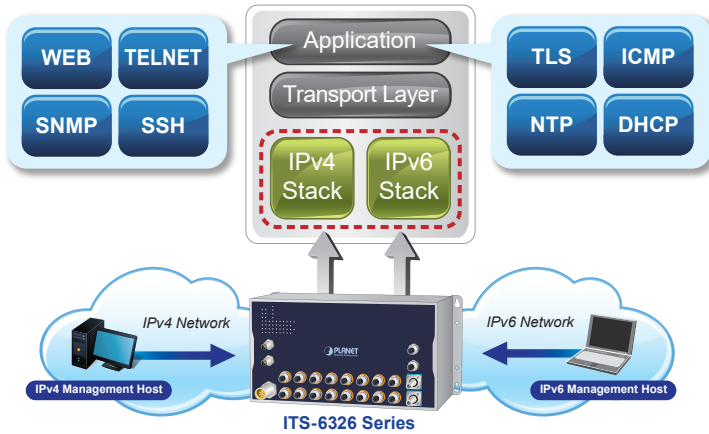 WEB
TELNET
SNMP
SSH
Application
Transport Layer
IPv4
Stack
IPv6
Stack
TLS
ICMP
NTP
DHCP
IPv4 Network
IPv4 Management Host
PLANET
IPv6 Network
IPv6 Management Host
ITS-6326 Series